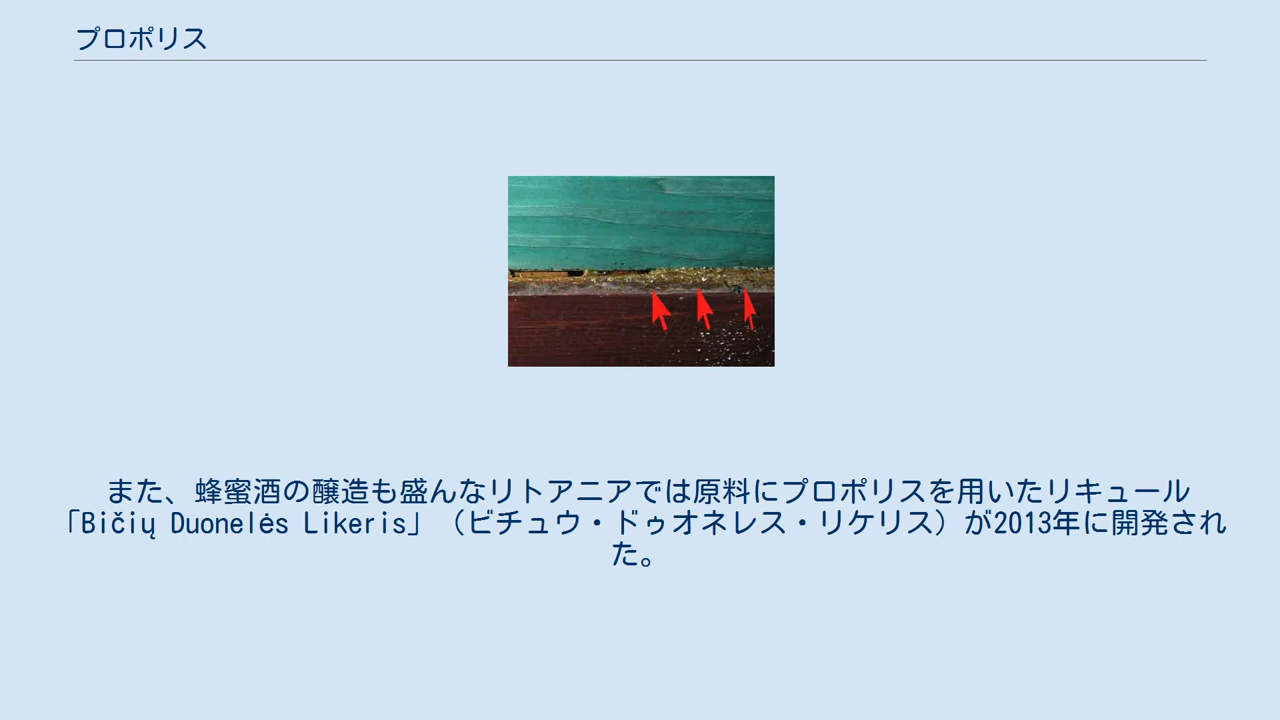 プロポリス
また、蜂蜜酒の醸造も盛んなリトアニアでは原料にプロポリスを用いたリキュール
「Bičių Duonelės Likeris」（ビチュウ・ドゥオネレス・リケリス）が2013年に開発され
た。